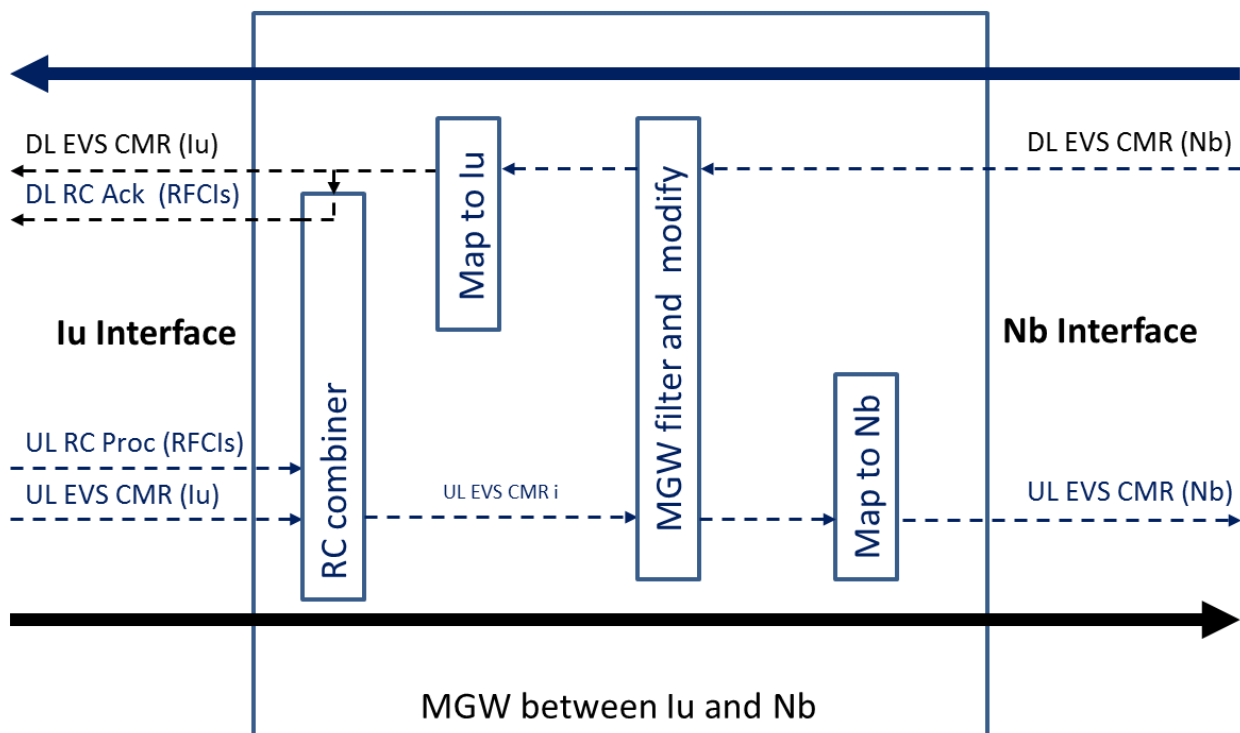 DL EVS CMR (Iu)
DL EVS CMR (Nb)
DL RC Ack (RFCIs)
Map to Iu
MGW filter and modify
Iu Interface
Nb Interface
RC combiner
Map to Nb
UL RC Proc (RFCIs)
UL EVS CMR (Iu)
UL EVS CMR i
UL EVS CMR (Nb)
MGW between Iu and Nb